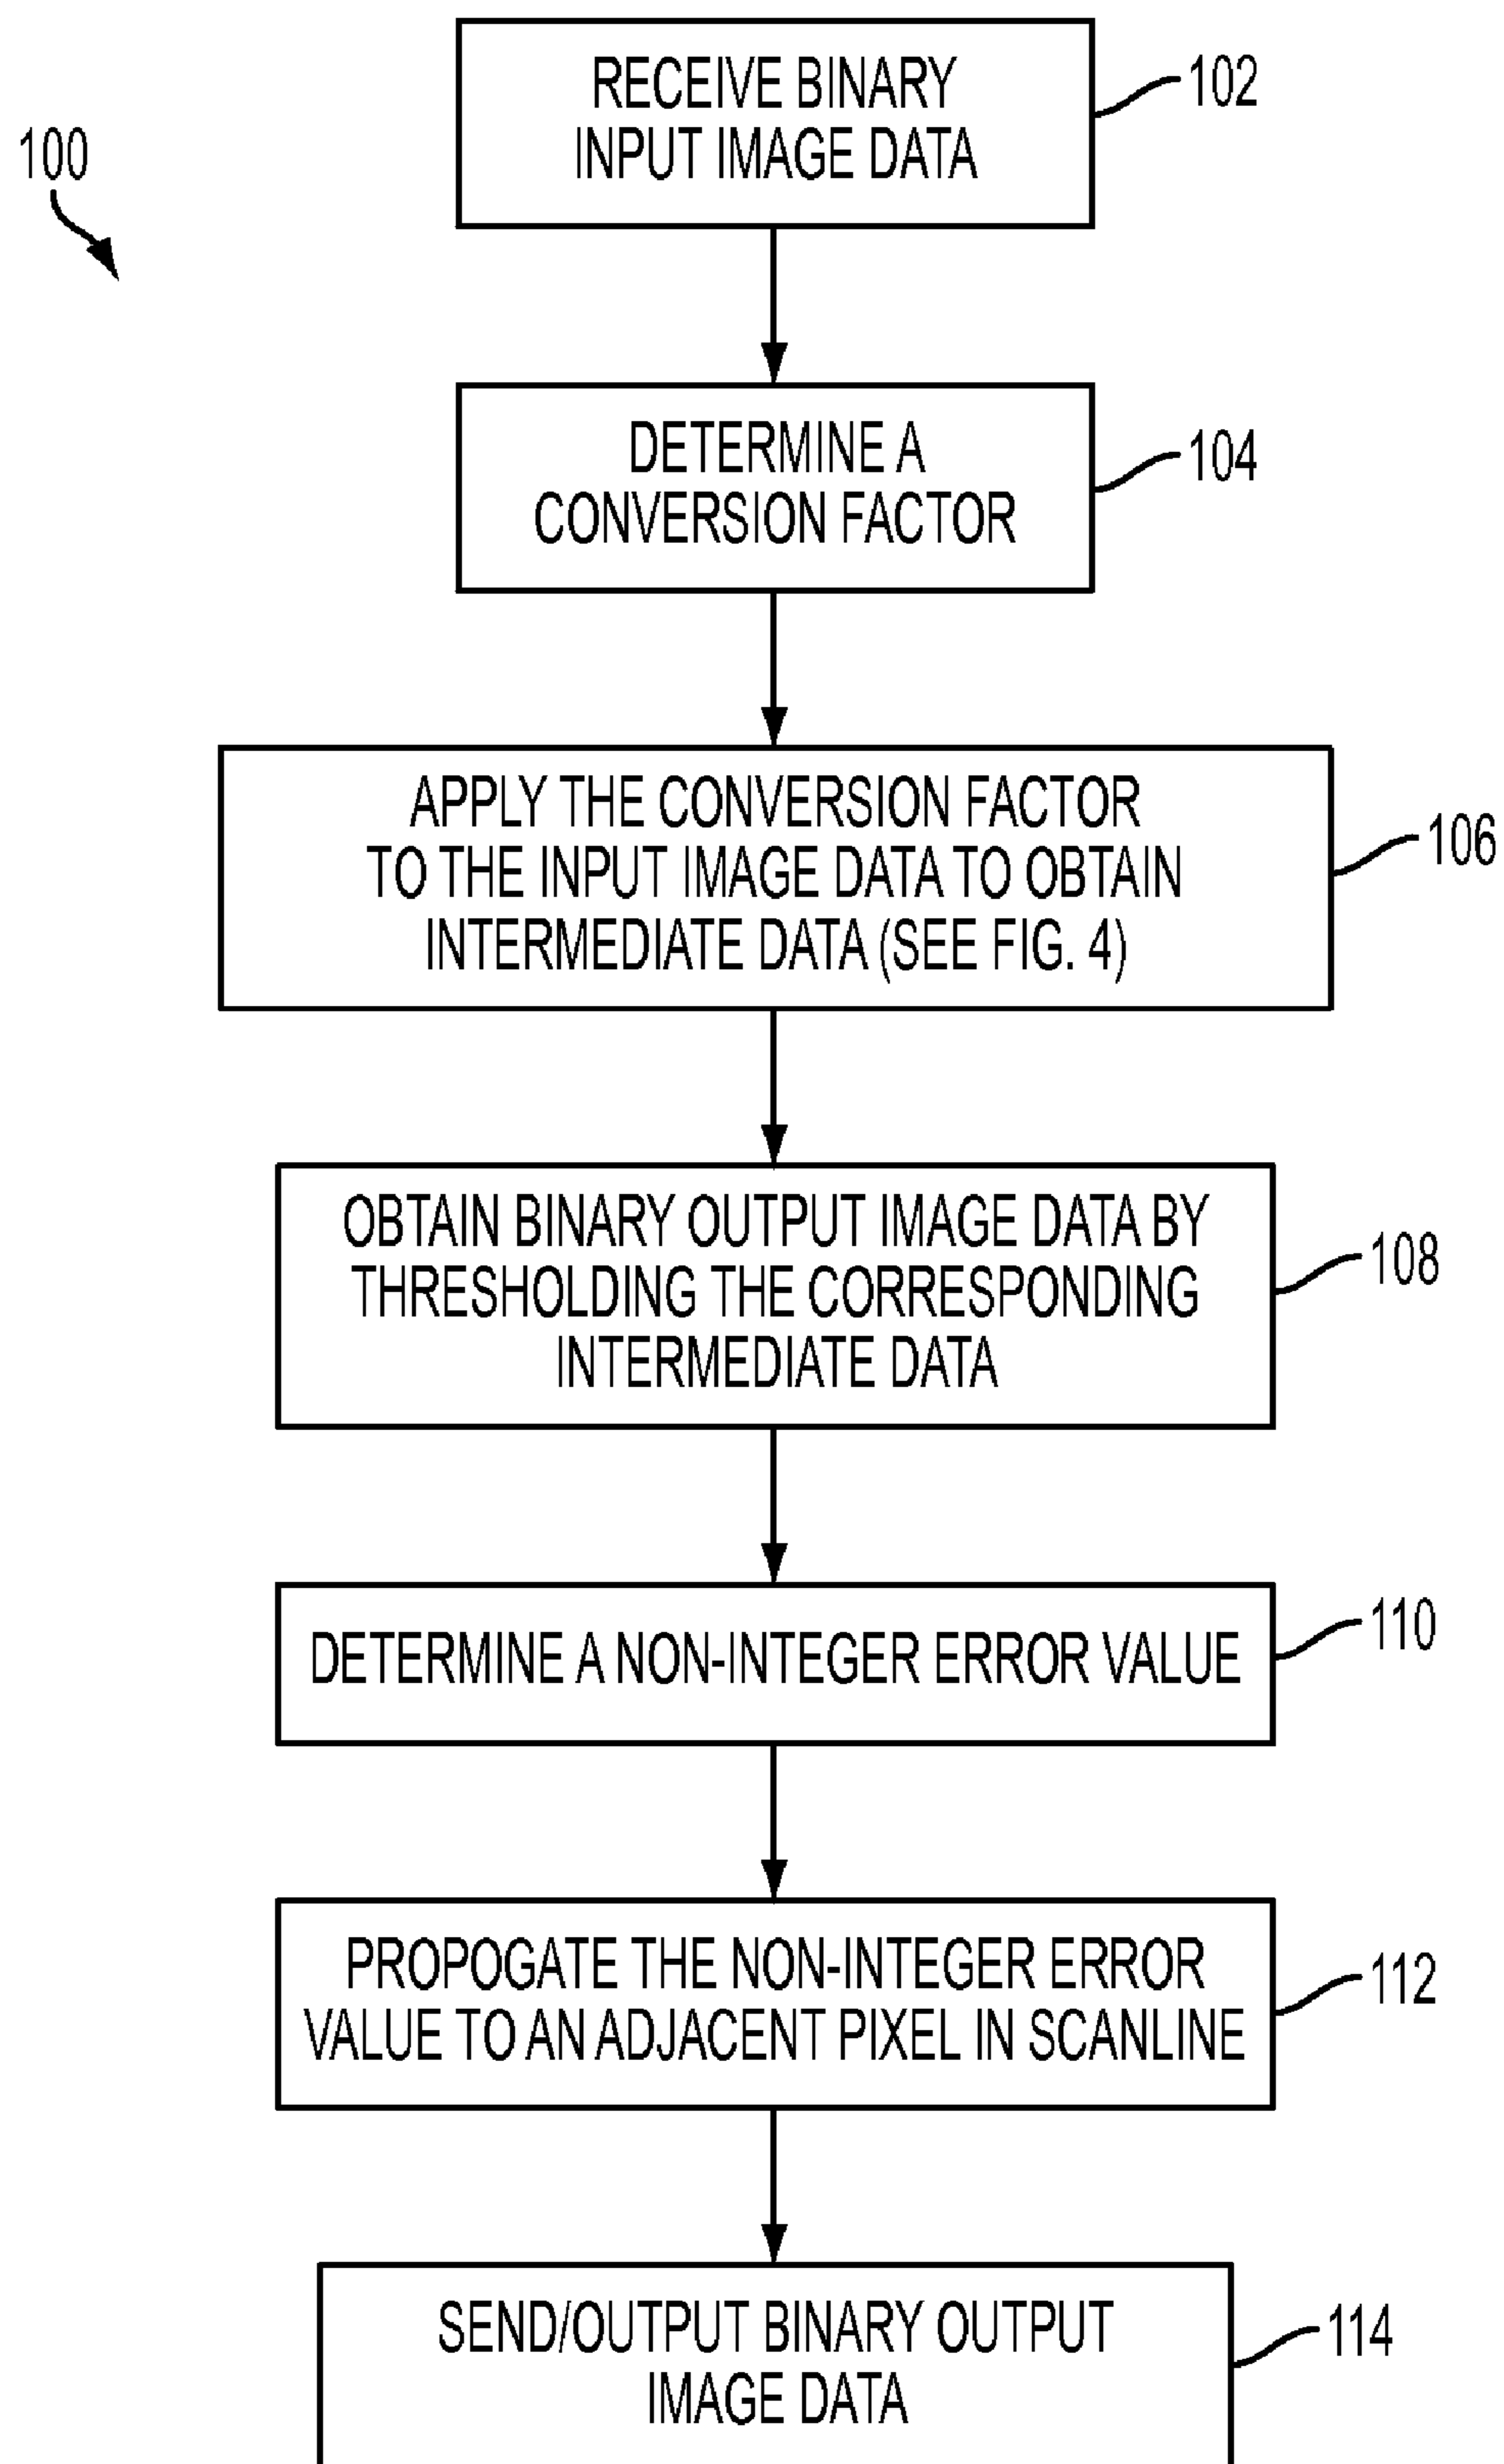 100
RECEIVE BINARY
INPUT IMAGE DATA
102
DETERMINE A
CONVERSION FACTOR
104
APPLY THE CONVERSION FACTOR
TO THE INPUT IMAGE DATA TO OBTAIN
INTERMEDIATE DATA (SEE FIG. 4)
106
OBTAIN BINARY OUTPUT IMAGE DATA BY
THRESHOLDING THE CORRESPONDING
INTERMEDIATE DATA
108
DETERMINE A NON-INTEGER ERROR VALUE
110
PROPOGATE THE NON-INTEGER ERROR
VALUE TO AN ADJACENT PIXEL IN SCANLINE
112
SEND/OUTPUT BINARY OUTPUT
IMAGE DATA
114